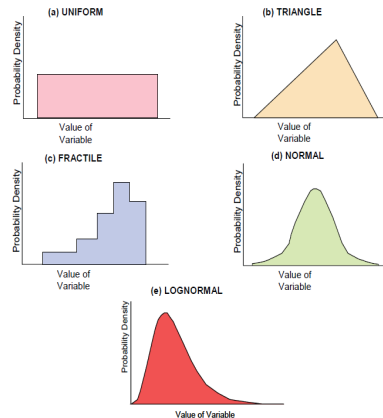 (a) UNIFORM
Probability Density
Value of
Variable
(b) TRIANGLE
Probability Density
Value of
Variable
(c) FRACTILE
Probability Density
Value of
Variable
(d) NORMAL
Probability Density
Value of
Variable
(e) LOGNORMAL
Probability Density
Value of Variable